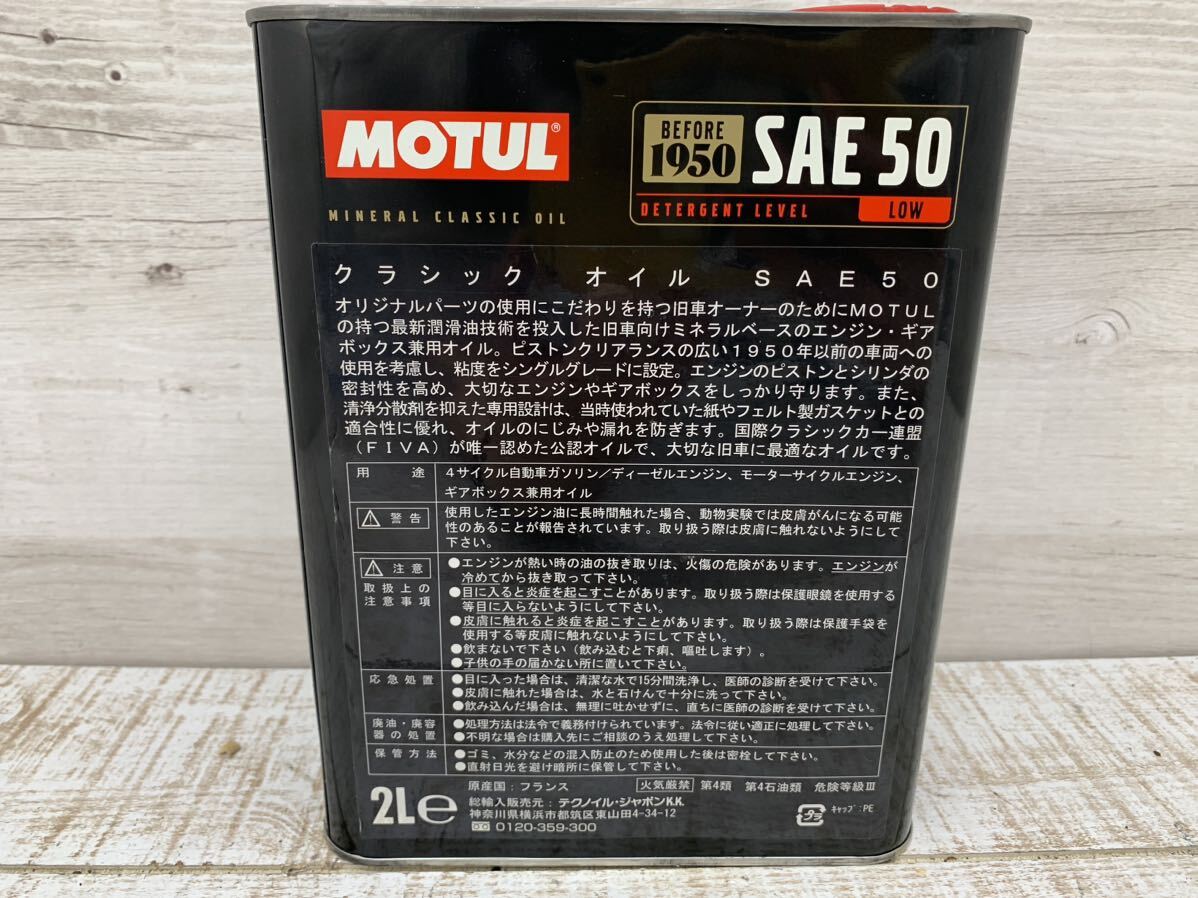 MOTUL®
MINERAL CLASSIC OIL
BEFORE
1950
SAE 50
DETERGENT LEVEL
LOW
クラシック オイル SAE50
オリジナルパーツの使用にこだわりを持つ旧車オーナーのためにMOTUL
の持つ最新潤滑油技術を投入した旧車向けミネラルベースのエンジン・ギア
ボックス兼用オイル。ピストンクリアランスの広い1950年以前の車両への
使用を考慮し、粘度をシングルグレードに設定。エンジンのピストンとシリンダの
密封性を高め、大切なエンジンやギアボックスをしっかり守ります。また、
清浄分散剤を抑えた専用設計は、当時使われていた紙やフェルト製ガスケットとの
適合性に優れ、オイルのにじみや漏れを防ぎます。国際クラシックカー連盟
(FIVA)が唯一認めた公認オイルで、大切な旧車に最適なオイルです。
用途
4サイクル自動車ガソリン/ディーゼルエンジン、モーターサイクルエンジン、
ギアボックス兼用オイル
警告
使用したエンジン油に長時間触れた場合、動物実験では皮膚がんになる可能
性のあることが報告されています。取り扱う際は皮膚に触れないようにして
下さい。
注意
取扱上の
注意事項
●エンジンが熱い時の油の抜き取りは、火傷の危険があります。エンジンが
冷めてから抜き取って下さい。
●目に入ると炎症を起こすことがあります。取り扱う際は保護眼鏡を使用する
等目に入らないようにして下さい。
●皮膚に触れると炎症を起こすことがあります。取り扱う際は保護手袋を
使用する等皮膚に触れないようにして下さい。
●飲まないで下さい(飲み込むと下痢、嘔吐します)。
●子供の手の届かない所に置いて下さい。
応急処置
●目に入った場合は、清潔な水で15分間洗浄し、医師の診断を受けて下さい。
●皮膚に触れた場合は、水と石けんで十分に洗って下さい。
●飲み込んだ場合は、無理に吐かせずに、直ちに医師の診断を受けて下さい。
廃油・廃容
器の処置
●処理方法は法令で義務付けられています。法令に従い適正に処理して下さい。
●不明な場合は購入先にご相談のうえ処理して下さい。
保管方法
●ゴミ、水分などの混入防止のため使用した後は密栓して下さい。
●直射日光を避け暗所に保管して下さい。
2L℮
原産国:フランス
火気厳禁 第4類 第4石油類 危険等級Ⅲ
総輸入販売元:テクノイル・ジャポンK.K.
神奈川県横浜市都筑区東山田4-34-12
0120-359-300
プラ
キャップ:PE